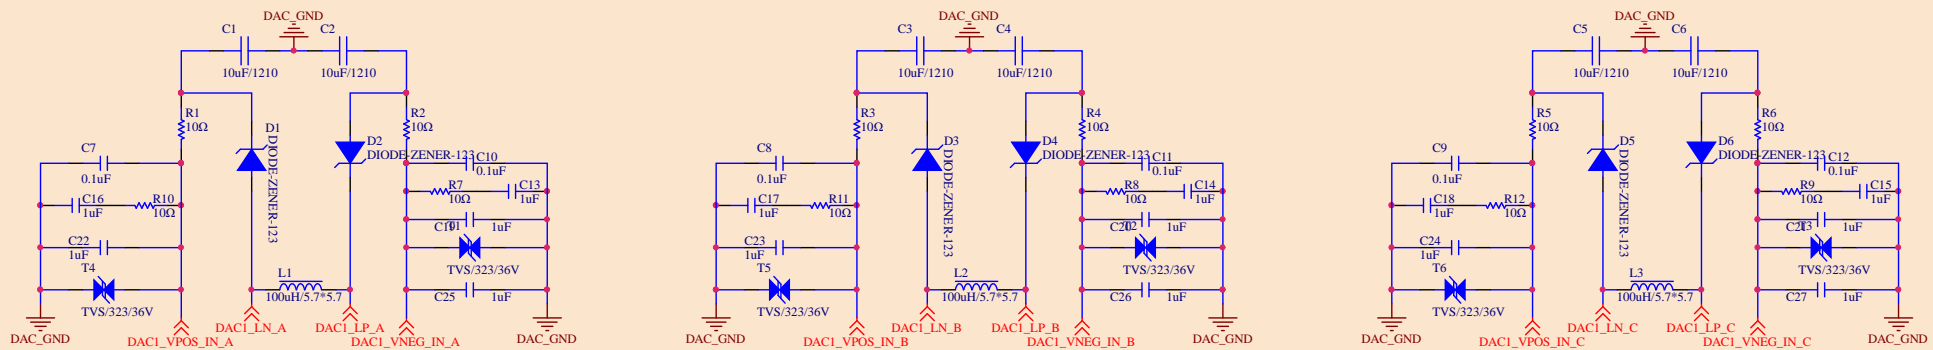 DAC_GND
C1
C2
10uF/1210
10uF/1210
R1
10Ω
D1
DIODE-ZENER-123
D2
DIODE-ZENER-123
R2
10Ω
C7
0.1uF
C10
0.1uF
C16
1uF
R10
10Ω
R7
10Ω
C13
1uF
C22
1uF
1uF
T4
TVS/323/36V
TVS/323/36V
L1
100uH/5.7*5.7
C25
1uF
DAC_GND
DAC1_VPOS_IN_A
DAC1_LN_A
DAC1_LP_A
DAC1_VNEG_IN_A
DAC_GND
DAC_GND
C3
C4
10uF/1210
10uF/1210
R3
10Ω
D3
DIODE-ZENER-123
D4
DIODE-ZENER-123
R4
10Ω
C8
0.1uF
C11
0.1uF
C17
1uF
R11
10Ω
R8
10Ω
C14
1uF
C23
1uF
C20
T2
1uF
T5
TVS/323/36V
TVS/323/36V
L2
100uH/5.7*5.7
C26
1uF
DAC_GND
DAC1_VPOS_IN_B
DAC1_LN_B
DAC1_LP_B
DAC1_VNEG_IN_B
DAC_GND
DAC_GND
C5
C6
10uF/1210
10uF/1210
R5
10Ω
D5
DIODE-ZENER-123
D6
DIODE-ZENER-123
R6
10Ω
C9
0.1uF
C12
0.1uF
C18
1uF
R12
10Ω
R9
10Ω
C15
1uF
C24
1uF
C21
T3
1uF
T6
TVS/323/36V
TVS/323/36V
L3
100uH/5.7*5.7
C27
1uF
DAC_GND
DAC1_VPOS_IN_C
DAC1_LN_C
DAC1_LP_C
DAC1_VNEG_IN_C
DAC_GND